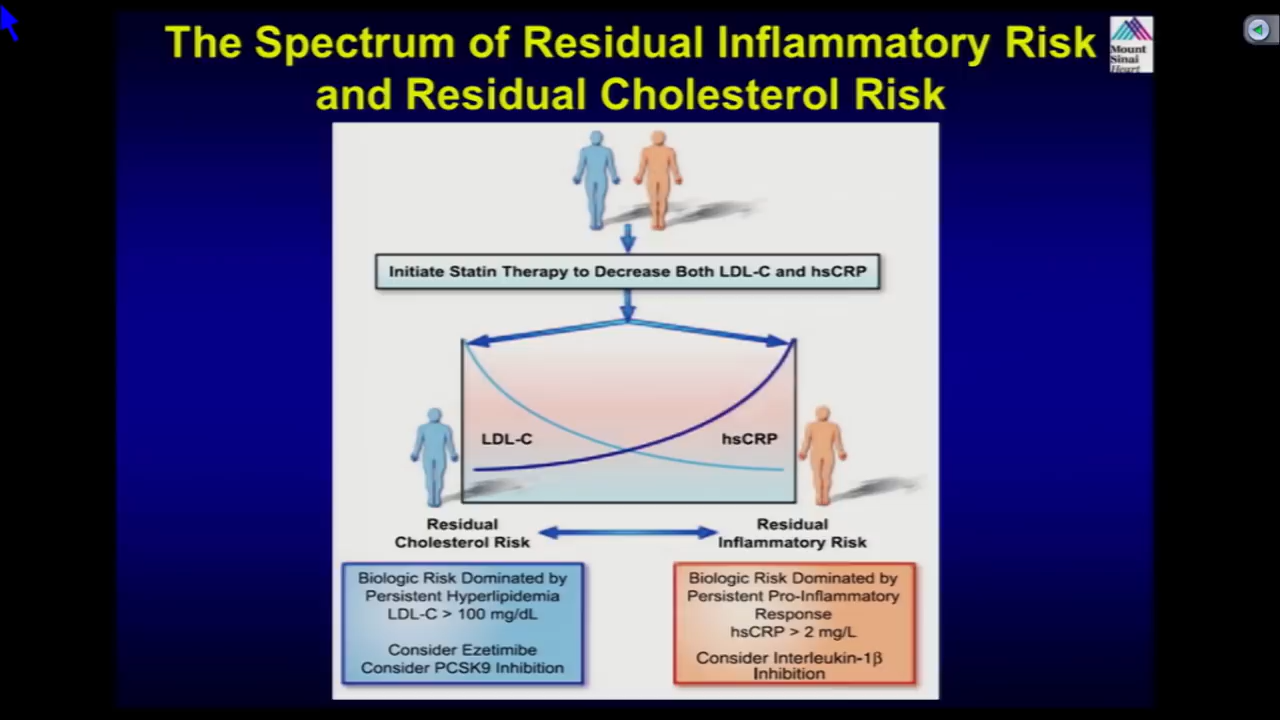 The Spectrum of Residual Inflammatory Risk
and Residual Cholesterol Risk
Mount
Sinai
Heart
Initiate Statin Therapy to Decrease Both LDL-C and hsCRP
LDL-C
hsCRP
Residual
Cholesterol Risk
Residual
Inflammatory Risk
Biologic Risk Dominated by
Persistent Hyperlipidemia
LDL-C > 100 mg/dL
Consider Ezetimibe
Consider PCSK9 Inhibition
Biologic Risk Dominated by
Persistent Pro-Inflammatory
Response
hsCRP > 2 mg/L
Consider Interleukin-1β
Inhibition